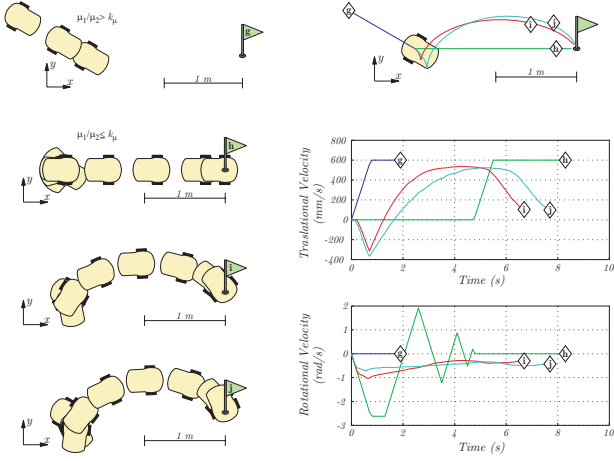 μ₁/μ₂> kμ
g
y
x
1 m
g
i
j
h
1 m
μ₁/μ₂≤ kμ
h
y
x
1 m
i
y
x
1 m
j
y
x
1 m
Traslational Velocity
(mm/s)
800
600
400
200
0
-200
-400
g
h
i
j
0
2
4
6
8
10
Time (s)
Rotational Velocity
(rad/s)
2
1
0
-1
-2
-3
g
i
j
h
0
2
4
6
8
10
Time (s)